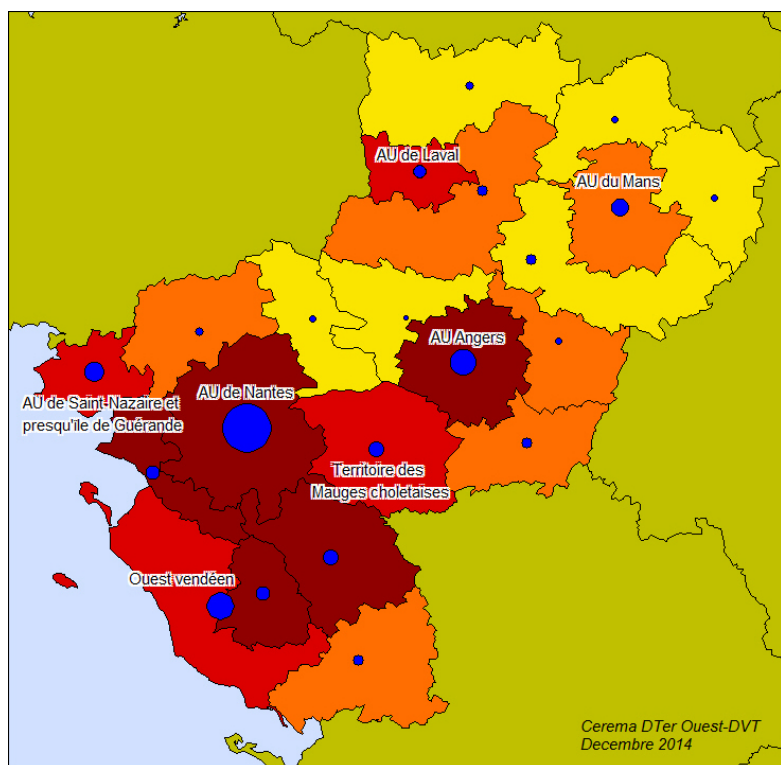 AU de Laval
AU du Mans
AU Angers
AU de Nantes
AU de Saint-Nazaire et
presqu'île de Guérande
Territoire des
Mauges choletaises
Ouest vendéen
Cerema DTer Ouest-DVT
Decembre 2014